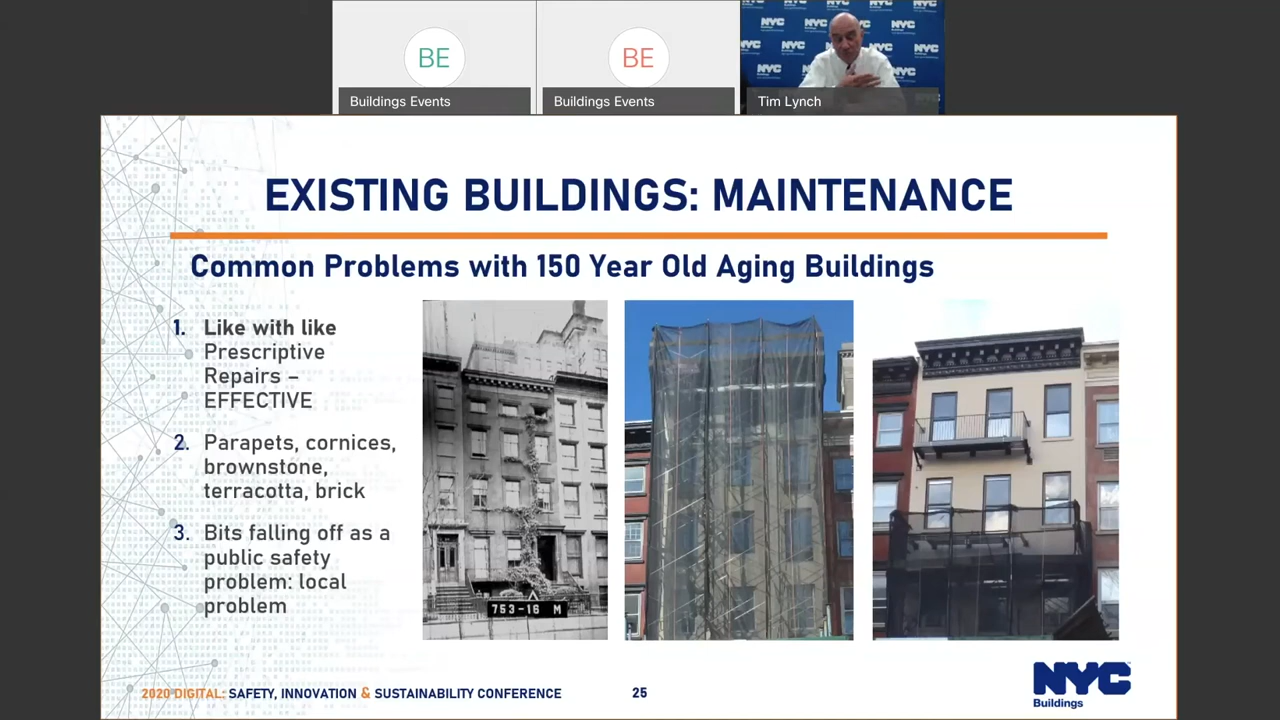 BE
BE
NYC
Buildings
Buildings Events
Buildings Events
Tim Lynch
EXISTING BUILDINGS: MAINTENANCE
Common Problems with 150 Year Old Aging Buildings
1. Like with like
Prescriptive
Repairs –
EFFECTIVE
2. Parapets, cornices,
brownstone,
terracotta, brick
3. Bits falling off as a
public safety
problem: local
problem
753-16 M
2020 DIGITAL: SAFETY, INNOVATION & SUSTAINABILITY CONFERENCE
25
NYC
Buildings